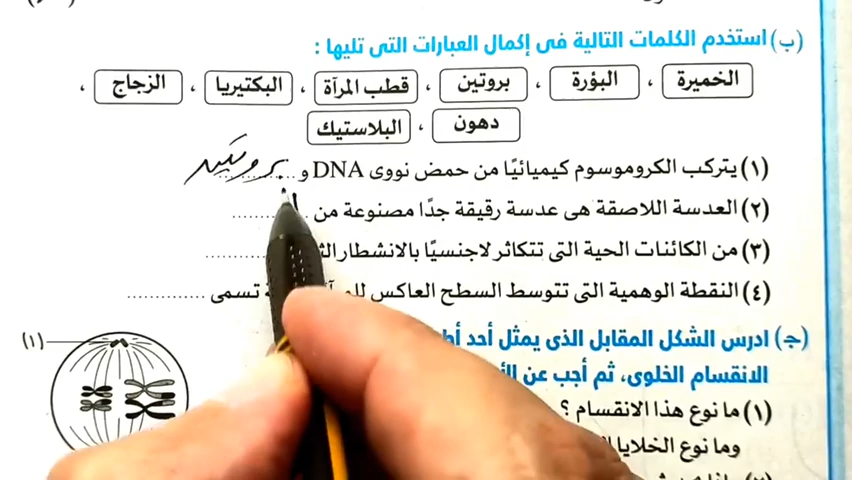 (ب) استخدم الكلمات التالية فى إكمال العبارات التى تليها :
الخميرة ، البؤرة ، بروتين ، قطب المرآة ، البكتيريا ، الزجاج ،
دهون ، البلاستيك
(١) يتركب الكروموسوم كيميائيًا من حمض نووى DNA و بروتين
(٢) العدسة اللاصقة هى عدسة رقيقة جدًا مصنوعة من ............
(٣) من الكائنات الحية التى تتكاثر لاجنسيًا بالانشطار ............
(٤) النقطة الوهمية التى تتوسط السطح العاكس تسمى ............
(ج) ادرس الشكل المقابل الذى يمثل أحد
الانقسام الخلوى، ثم أجب عن
(١) ما نوع هذا الانقسام ؟
وما نوع الخلايا
(١)